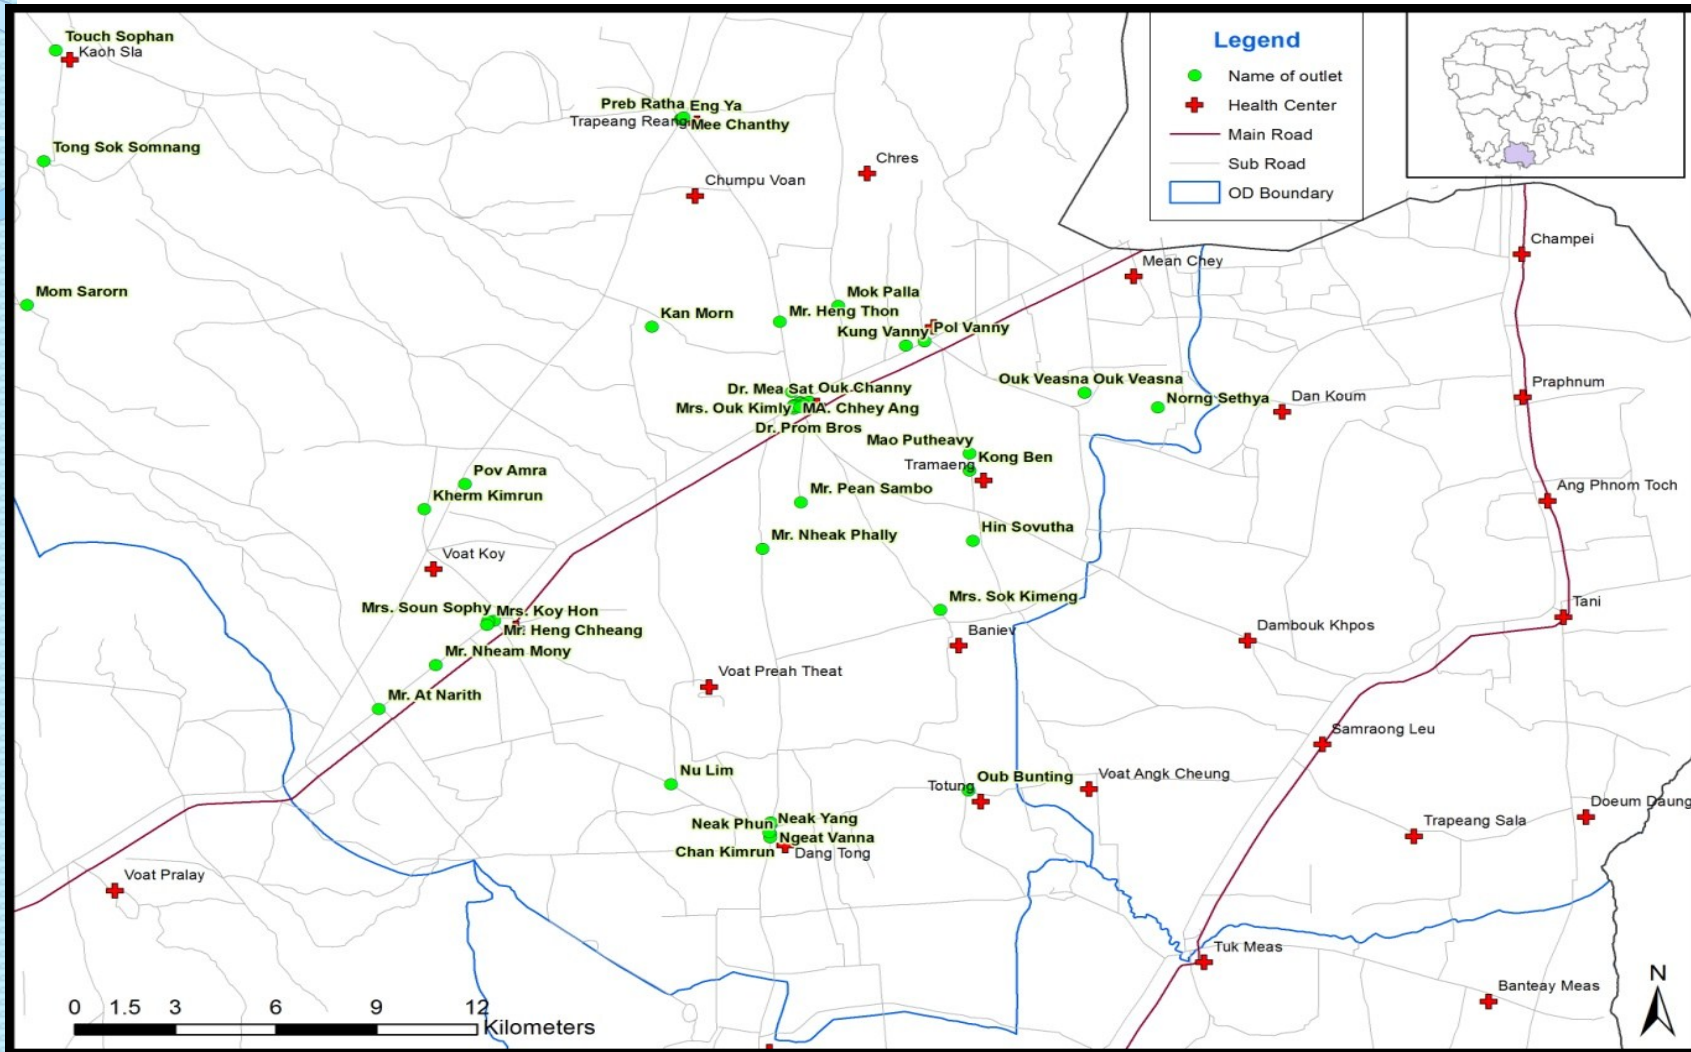 Legend
Name of outlet
Health Center
Main Road
Sub Road
OD Boundary
Touch Sophan
Kaoh Sla
Tong Sok Somnang
Mom Sarorn
Preb Ratha Eng Ya
Trapeang Reang
Mee Chanthy
Chres
Chumpu Voan
Champei
Mean Chey
Mok Palla
Mr. Heng Thon
Kan Morn
Kung Vanny
Pol Vanny
Ouk Veasna Ouk Veasna
Norng Sethya
Dan Koum
Praphnum
Dr. Mea Sat
Ouk Channy
Mrs. Ouk Kimly
MA. Chhey Ang
Dr. Prom Bros
Mao Putheavy
Kong Ben
Tramaeng
Pov Amra
Kherm Kimrun
Mr. Pean Sambo
Ang Phnom Toch
Hin Sovutha
Mr. Nheak Phally
Voat Koy
Mrs. Sok Kimeng
Tani
Mrs. Soun Sophy
Mrs. Koy Hon
Mr. Heng Chheang
Baniev
Dambouk Khpos
Mr. Nheam Mony
Voat Preah Theat
Mr. At Narith
Samraong Leu
Nu Lim
Oub Bunting
Totung
Voat Angk Cheung
Doeum Daung
Trapeang Sala
Neak Yang
Neak Phun
Ngeat Vanna
Chan Kimrun
Dang Tong
Voat Pralay
Tuk Meas
Banteay Meas
N
0 1.5 3 6 9 12
Kilometers